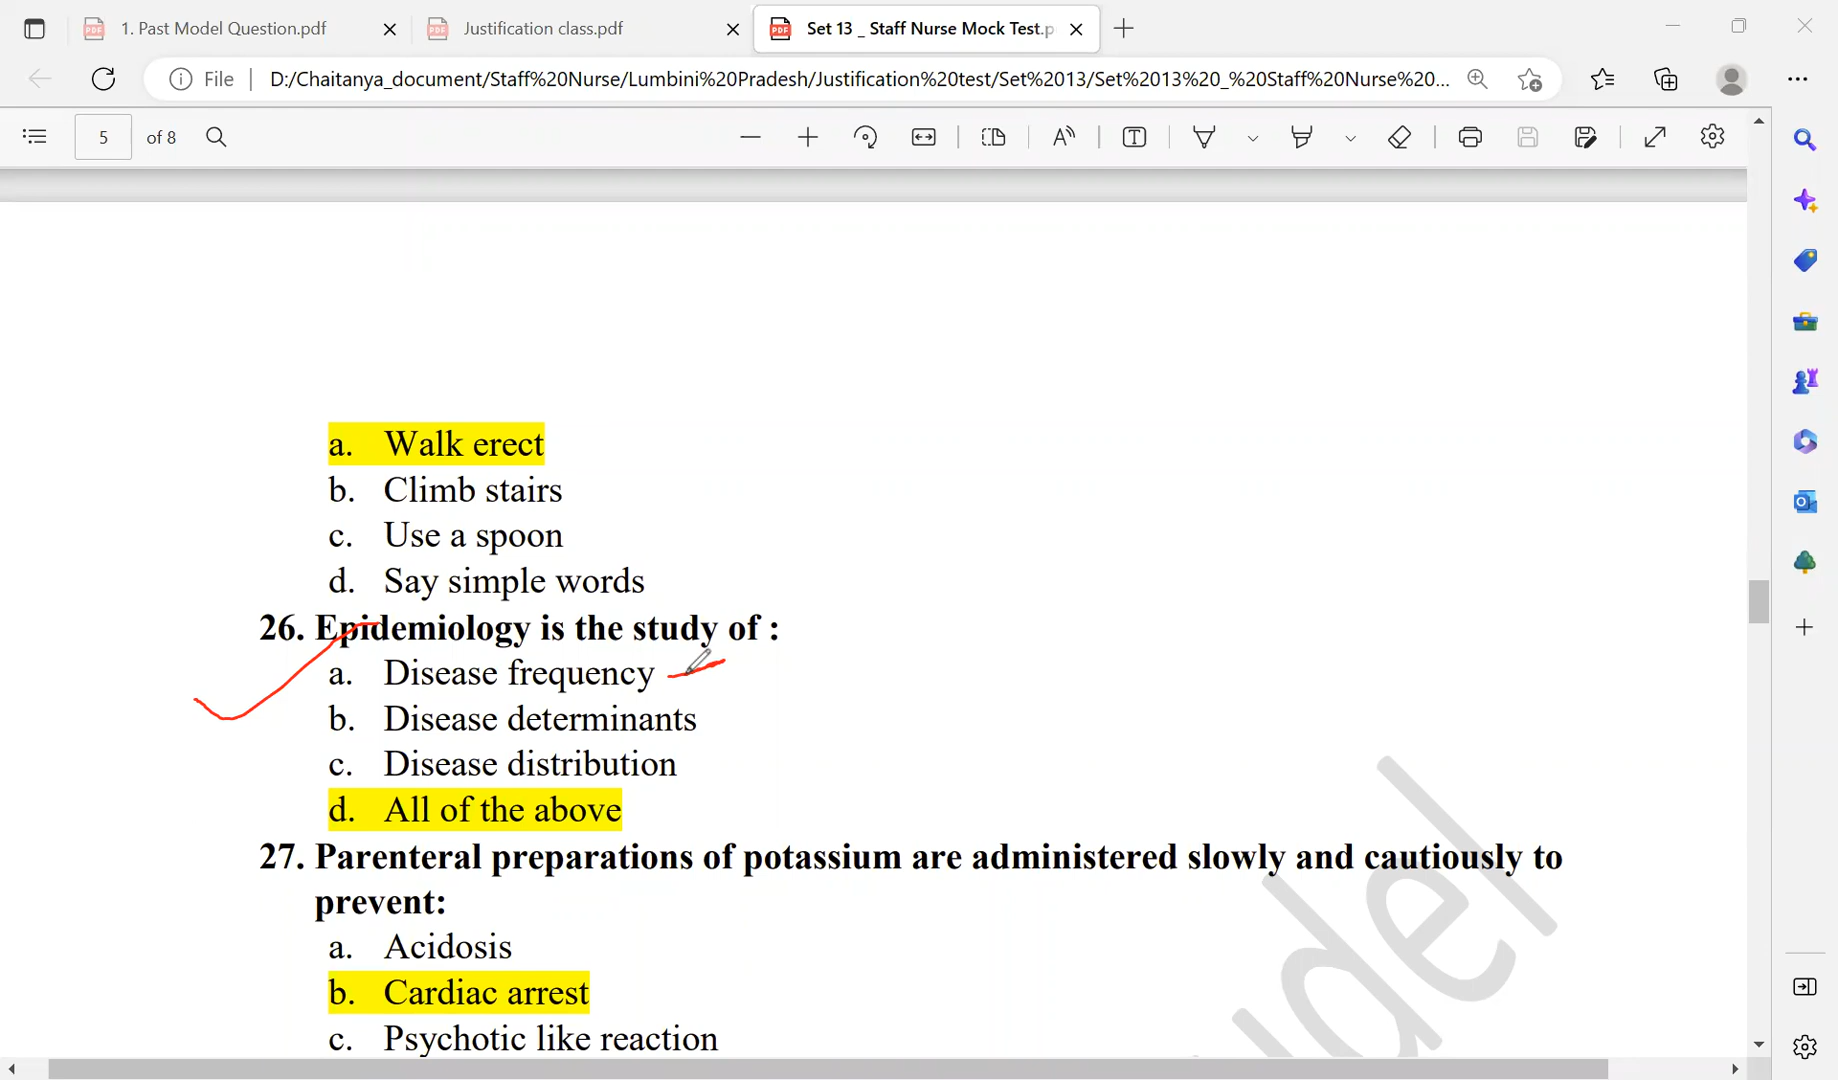 1. Past Model Question.pdf
Justification class.pdf
Set 13 _ Staff Nurse Mock Test.p
File
D:/Chaitanya_document/Staff%20Nurse/Lumbini%20Pradesh/Justification%20test/Set%2013/Set%2013%20_%20Staff%20Nurse%20...
5 of 8
a. Walk erect
b. Climb stairs
c. Use a spoon
d. Say simple words
26. Epidemiology is the study of :
a. Disease frequency
b. Disease determinants
c. Disease distribution
d. All of the above
27. Parenteral preparations of potassium are administered slowly and cautiously to
prevent:
a. Acidosis
b. Cardiac arrest
c. Psychotic like reaction